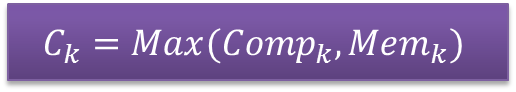 C_k = Max(Comp_k, Mem_k)